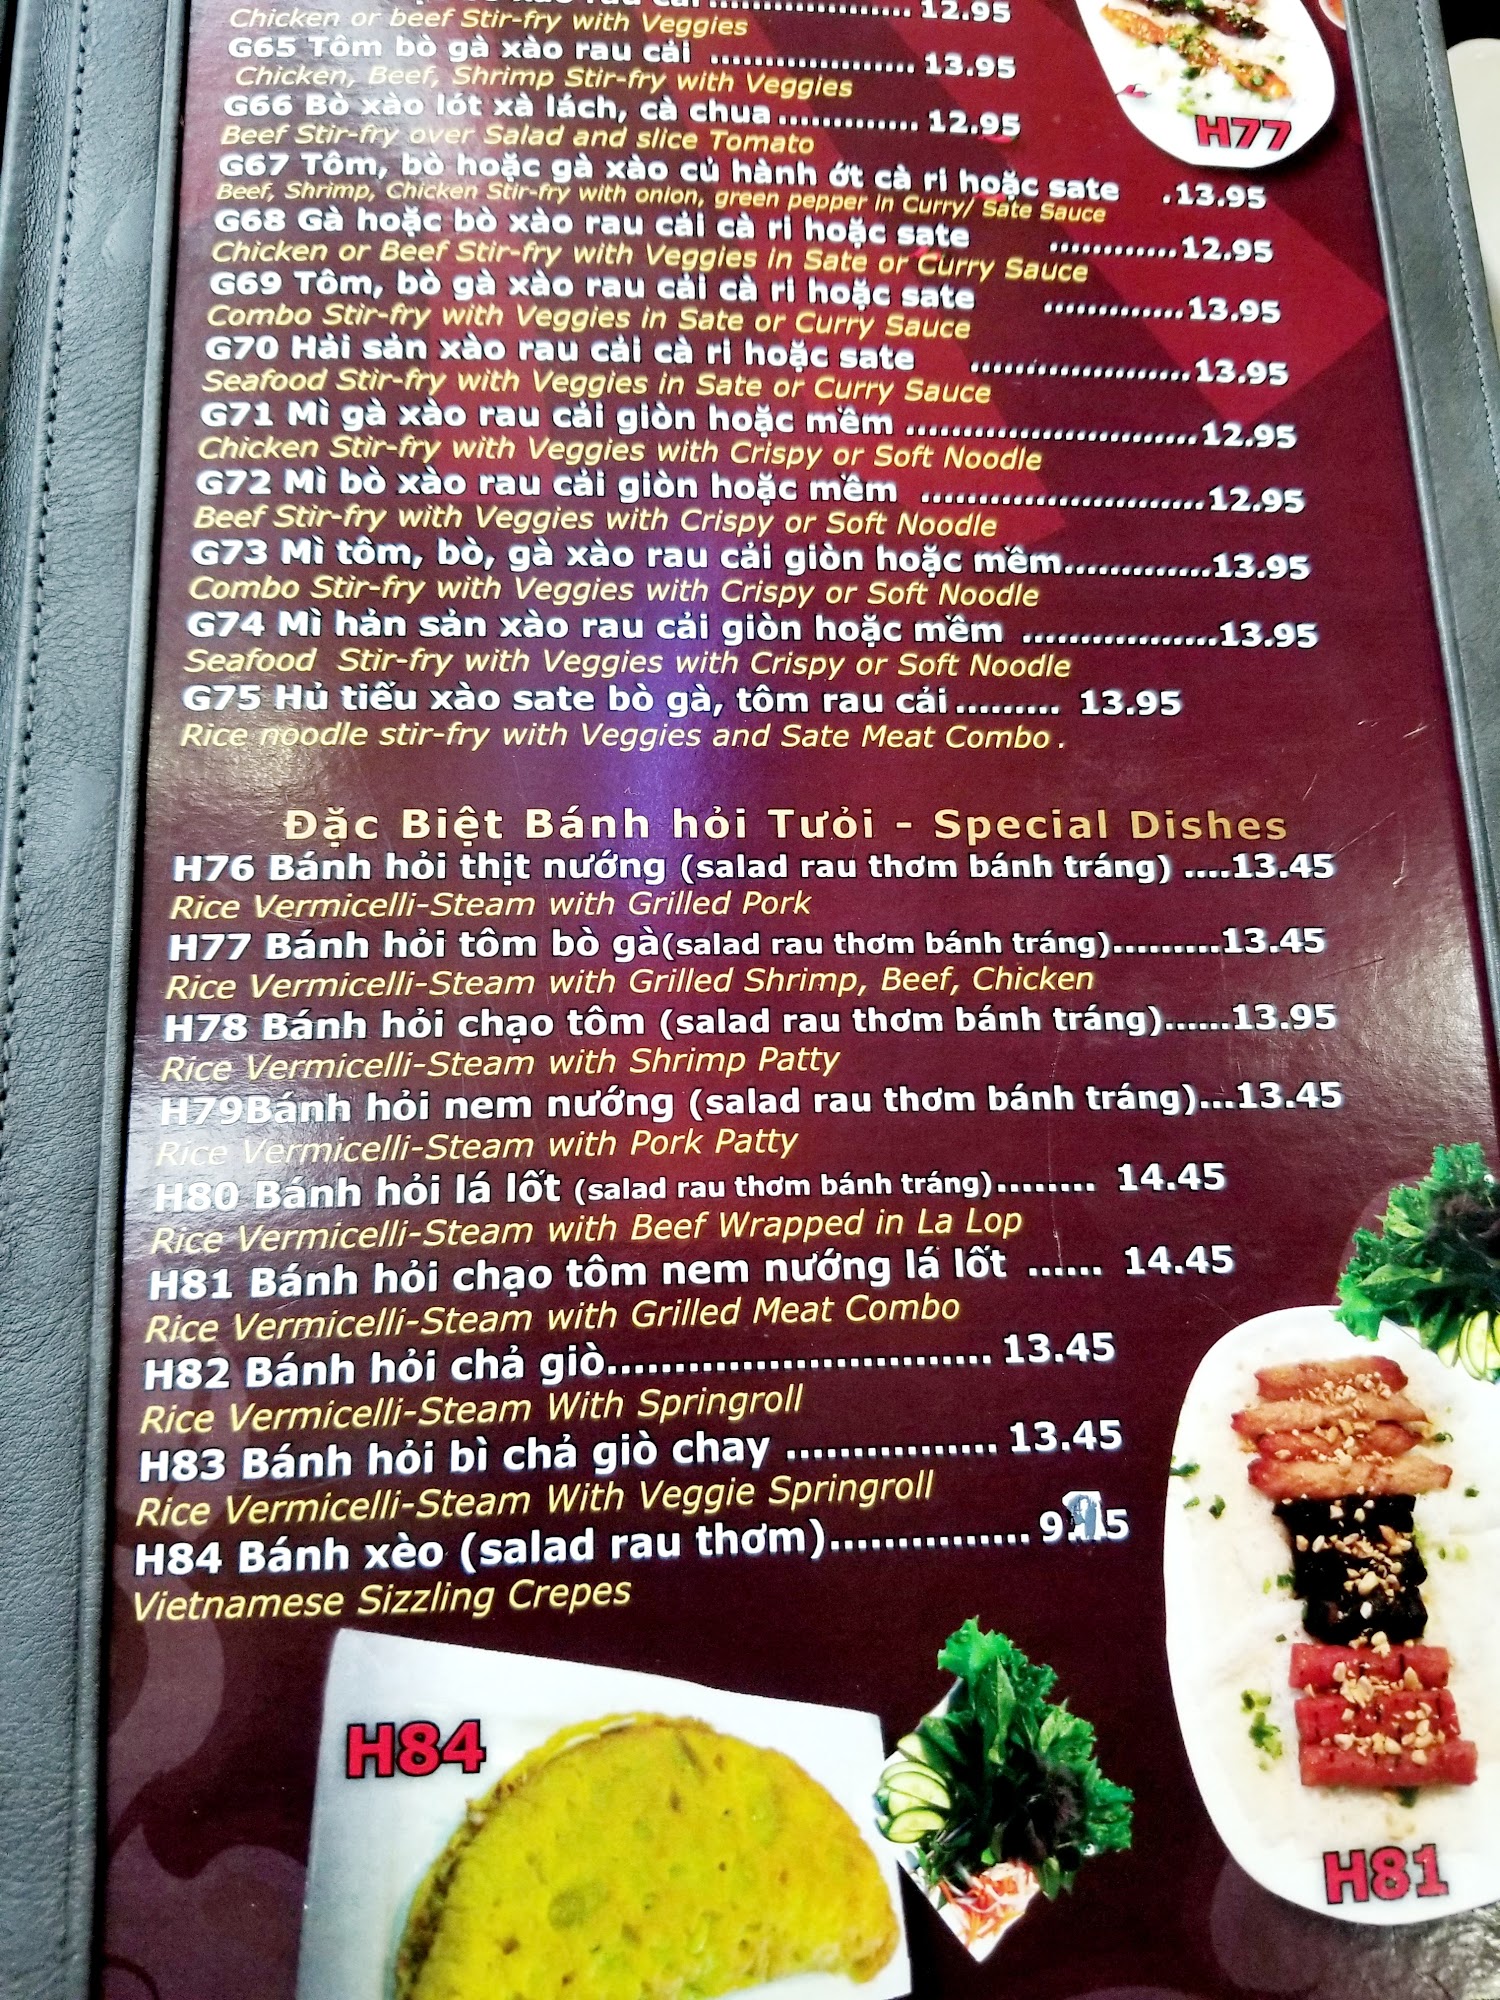 xào rau cải.................. 12.95
Chicken or beef Stir-fry with Veggies
G65 Tôm bò gà xào rau cải .................. 13.95
Chicken, Beef, Shrimp Stir-fry with Veggies
G66 Bò xào lót xà lách, cà chua............. 12.95
Beef Stir-fry over Salad and slice Tomato
G67 Tôm, bò hoặc gà xào củ hành ớt cà ri hoặc sate .13.95
Beef, Shrimp, Chicken Stir-fry with onion, green pepper in Curry/ Sate Sauce
G68 Gà hoặc bò xào rau cải cà ri hoặc sate ............12.95
Chicken or Beef Stir-fry with Veggies in Sate or Curry Sauce
G69 Tôm, bò gà xào rau cải cà ri hoặc sate .............13.95
Combo Stir-fry with Veggies in Sate or Curry Sauce
G70 Hải sản xào rau cải cà ri hoặc sate ....................13.95
Seafood Stir-fry with Veggies in Sate or Curry Sauce
G71 Mì gà xào rau cải giòn hoặc mềm ...........................12.95
Chicken Stir-fry with Veggies with Crispy or Soft Noodle
G72 Mì bò xào rau cải giòn hoặc mềm ..........................12.95
Beef Stir-fry with Veggies with Crispy or Soft Noodle
G73 Mì tôm, bò, gà xào rau cải giòn hoặc mềm.............13.95
Combo Stir-fry with Veggies with Crispy or Soft Noodle
G74 Mì hản sản xào rau cải giòn hoặc mềm .................13.95
Seafood Stir-fry with Veggies with Crispy or Soft Noodle
G75 Hủ tiếu xào sate bò gà, tôm rau cải......... 13.95
Rice noodle stir-fry with Veggies and Sate Meat Combo.
Đặc Biệt Bánh hỏi Tưỏi - Special Dishes
H76 Bánh hỏi thịt nướng (salad rau thơm bánh tráng) ....13.45
Rice Vermicelli-Steam with Grilled Pork
H77 Bánh hỏi tôm bò gà(salad rau thơm bánh tráng).........13.45
Rice Vermicelli-Steam with Grilled Shrimp, Beef, Chicken
H78 Bánh hỏi chạo tôm (salad rau thơm bánh tráng)......13.95
Rice Vermicelli-Steam with Shrimp Patty
H79Bánh hỏi nem nướng (salad rau thơm bánh tráng)...13.45
Rice Vermicelli-Steam with Pork Patty
H80 Bánh hỏi lá lốt (salad rau thơm bánh tráng)........ 14.45
Rice Vermicelli-Steam with Beef Wrapped in La Lop
H81 Bánh hỏi chạo tôm nem nướng lá lốt ...... 14.45
Rice Vermicelli-Steam with Grilled Meat Combo
H82 Bánh hỏi chả giò............................. 13.45
Rice Vermicelli-Steam With Springroll
H83 Bánh hỏi bì chả giò chay ................ 13.45
Rice Vermicelli-Steam With Veggie Springroll
H84 Bánh xèo (salad rau thơm)...............
Vietnamese Sizzling Crepes
H77
H84
H81